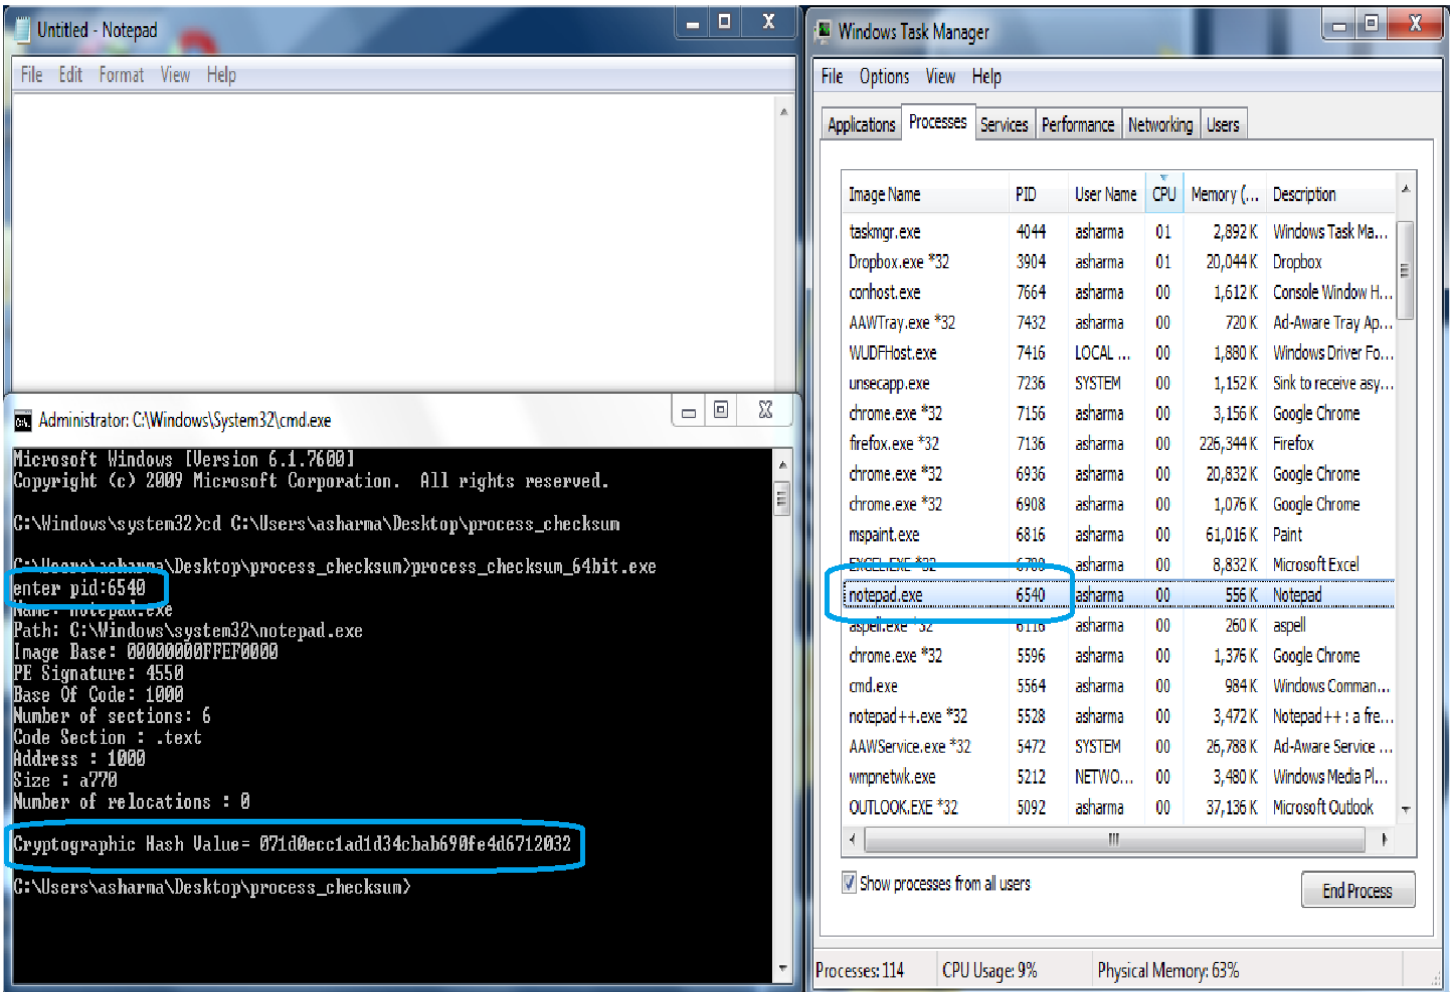 Untitled - Notepad
File Edit Format View Help
Administrator: C:\Windows\System32\cmd.exe
Microsoft Windows [Version 6.1.7600]
Copyright (c) 2009 Microsoft Corporation. All rights reserved.
C:\Windows\system32>cd C:\Users\asharma\Desktop\process_checksum
C:\Users\asharma\Desktop\process_checksum>process_checksum_64bit.exe
enter pid:6540
Name: notepad.exe
Path: C:\Windows\system32\notepad.exe
Image Base: 00000000FFEF0000
PE Signature: 4550
Base Of Code: 1000
Number of sections: 6
Code Section : .text
Address : 1000
Size : a770
Number of relocations : 0
Cryptographic Hash Value= 071d0ecc1ad1d34cbab690fe4d6712032
C:\Users\asharma\Desktop\process_checksum>
Windows Task Manager
File Options View Help
Applications Processes Services Performance Networking Users
Image Name PID User Name CPU Memory (... Description
taskmgr.exe 4044 asharma 01 2,892 K Windows Task Ma...
Dropbox.exe *32 3904 asharma 01 20,044 K Dropbox
conhost.exe 7664 asharma 00 1,612 K Console Window H...
AAWTray.exe *32 7432 asharma 00 720 K Ad-Aware Tray Ap...
WUDFHost.exe 7416 LOCAL ... 00 1,880 K Windows Driver Fo...
unsecapp.exe 7236 SYSTEM 00 1,152 K Sink to receive asy...
chrome.exe *32 7156 asharma 00 3,156 K Google Chrome
firefox.exe *32 7136 asharma 00 226,344 K Firefox
chrome.exe *32 6936 asharma 00 20,832 K Google Chrome
chrome.exe *32 6908 asharma 00 1,076 K Google Chrome
mspaint.exe 6816 asharma 00 61,016 K Paint
EXCEL.EXE *32 6788 asharma 00 8,832 K Microsoft Excel
notepad.exe 6540 asharma 00 556 K Notepad
aspell.exe *32 6116 asharma 00 260 K aspell
chrome.exe *32 5596 asharma 00 1,376 K Google Chrome
cmd.exe 5564 asharma 00 984 K Windows Comman...
notepad++.exe *32 5528 asharma 00 3,472 K Notepad++ : a fre...
AAWService.exe *32 5472 SYSTEM 00 26,788 K Ad-Aware Service ...
wmpnetwk.exe 5212 NETWO... 00 3,480 K Windows Media Pl...
OUTLOOK.EXE *32 5092 asharma 00 37,136 K Microsoft Outlook
Show processes from all users
End Process
Processes: 114 CPU Usage: 9% Physical Memory: 63%